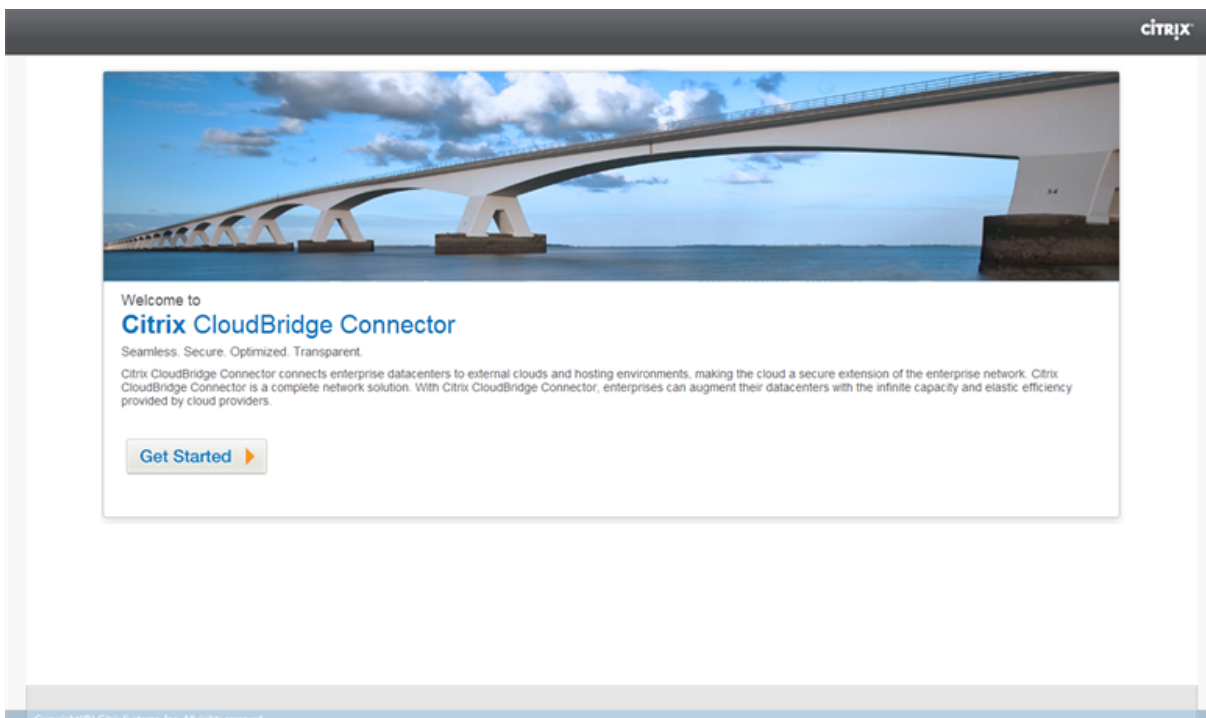 CİTRIX
34
Welcome to
Citrix CloudBridge Connector
Seamless. Secure. Optimized. Transparent.
Citrix CloudBridge Connector connects enterprise datacenters to external clouds and hosting environments, making the cloud a secure extension of the enterprise network. Citrix
CloudBridge Connector is a complete network solution. With Citrix CloudBridge Connector, enterprises can augment their datacenters with the infinite capacity and elastic efficiency
provided by cloud providers.
Get Started